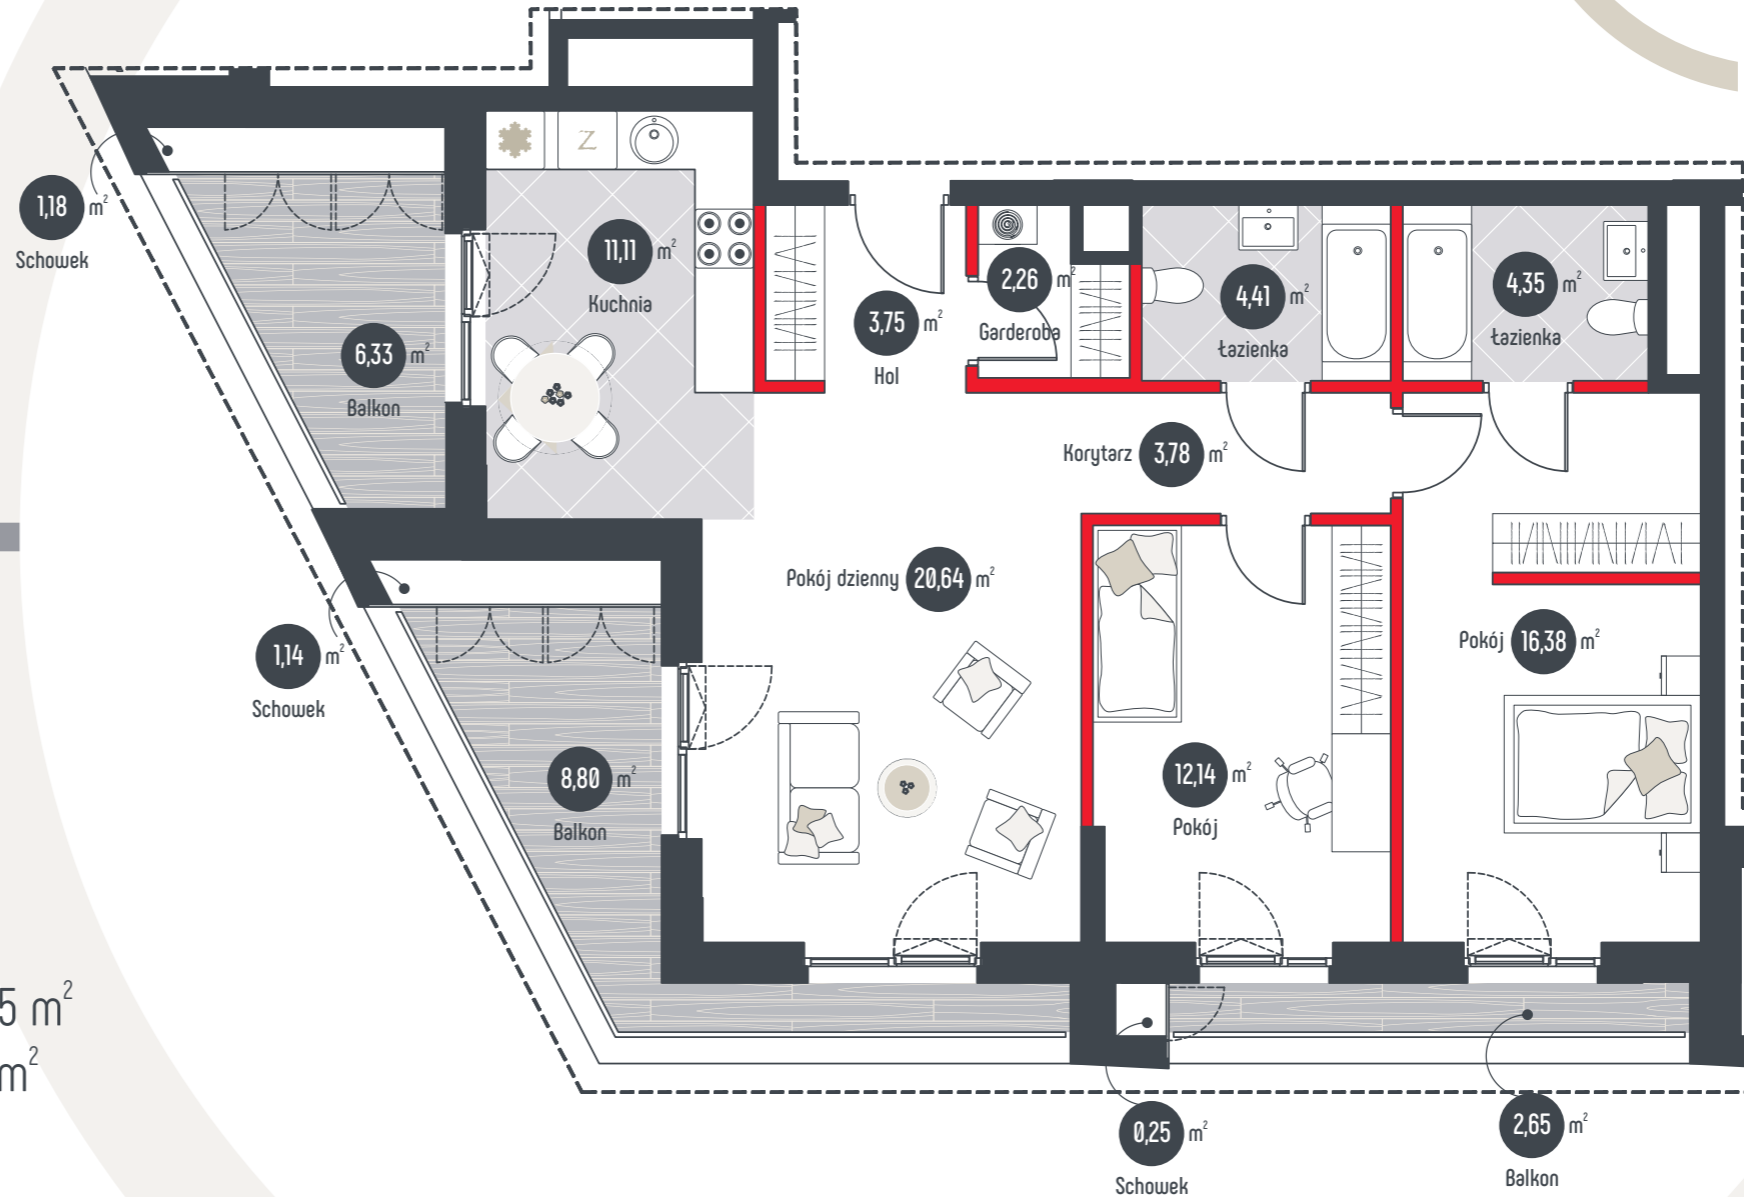 1,18 m²
Schowek
6,33 m²
Balkon
Z
11,11 m²
Kuchnia
3,75 m²
Hol
2,26 m²
Garderoba
4,41 m²
Łazienka
4,35 m²
Łazienka
Korytarz 3,78 m²
Pokój dzienny 20,64 m²
1,14 m²
Schowek
8,80 m²
Balkon
12,14 m²
Pokój
Pokój 16,38 m²
5 m²
m²
0,25 m²
Schowek
2,65 m²
Balkon